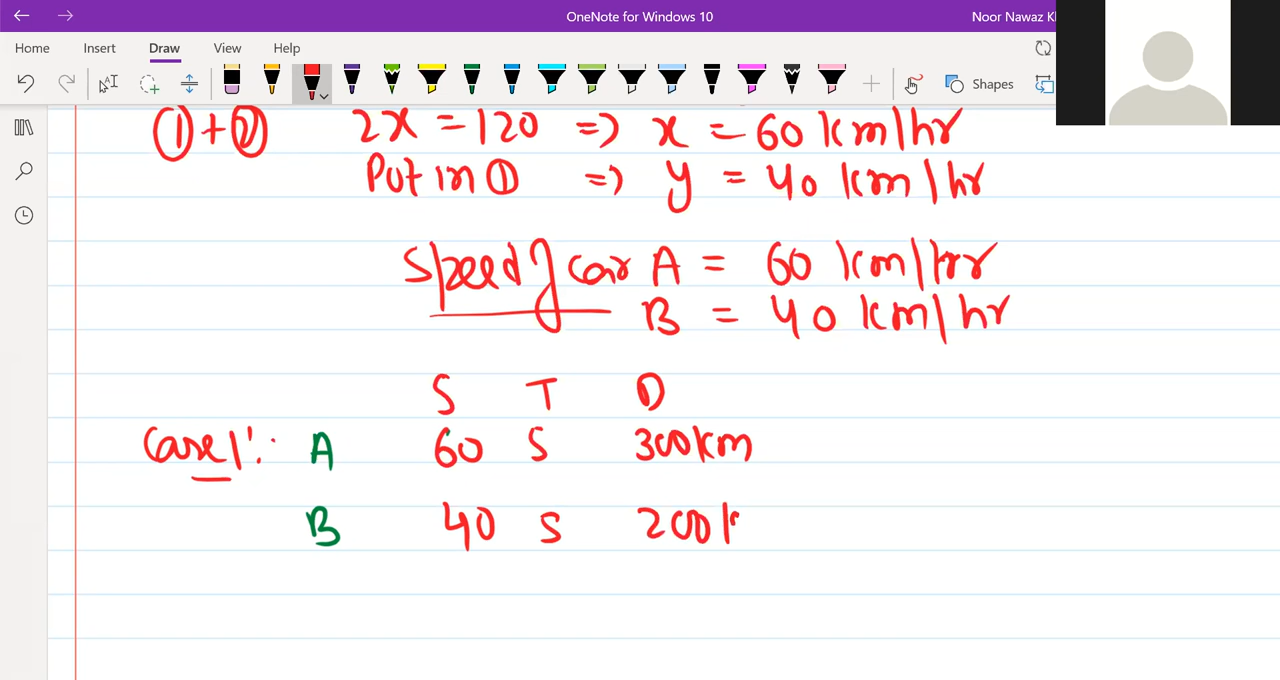 OneNote for Windows 10
Noor Nawaz Kh
Home Insert Draw View Help
Shapes
①+② 2x = 120 => x = 60 km/hr
Put in ① => y = 40 km/hr
Speed of car A = 60 km/hr
B = 40 km/hr
S T D
Case 1: A 60 5 300km
B 40 5 200k